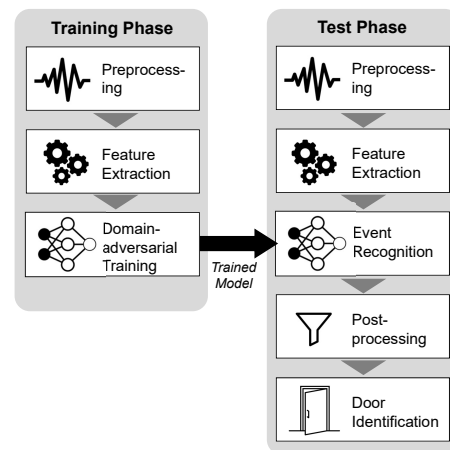 Training Phase
Preprocess-
ing
Feature
Extraction
Domain-
adversarial
Training
Trained
Model
Test Phase
Preprocess-
ing
Feature
Extraction
Event
Recognition
Post-
processing
Door
Identification